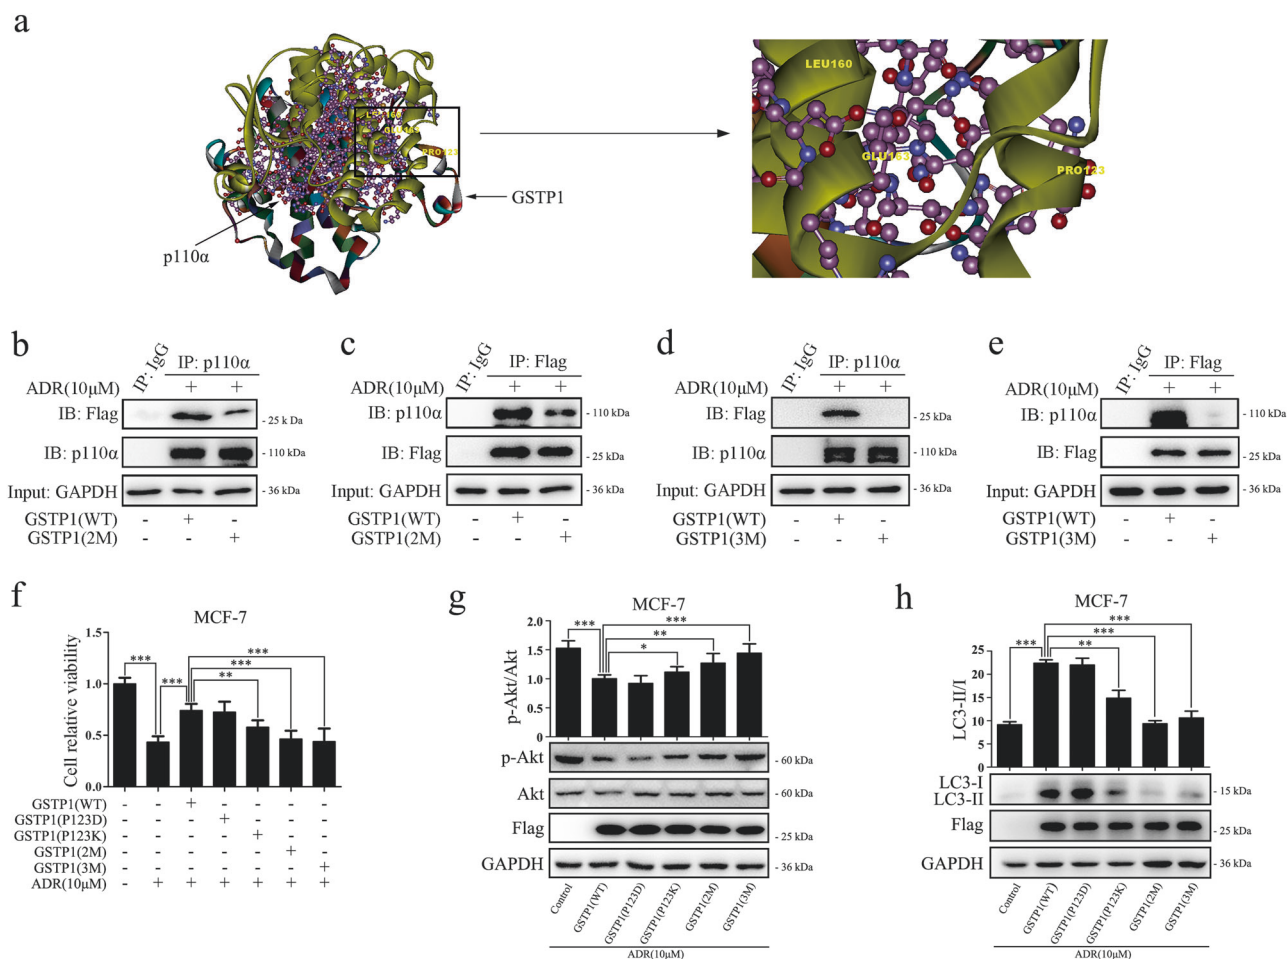 a
LEU160
GLU163
PRO123
GLU163
PRO123
GSTP1
p110α
b
IP: IgG
IP: p110α
ADR(10μM)
+ +
IB: Flag
- 25 k Da
IB: p110α
- 110 kDa
Input: GAPDH
- 36 kDa
GSTP1(WT)
- + -
GSTP1(2M)
- - +
c
IP: IgG
IP: Flag
ADR(10μM)
+ +
IB: p110α
- 110 kDa
IB: Flag
- 25 kDa
Input: GAPDH
- 36 kDa
GSTP1(WT)
- + -
GSTP1(2M)
- - +
d
IP: IgG
IP: p110α
ADR(10μM)
+ +
IB: Flag
- 25 kDa
IB: p110α
- 110 kDa
Input: GAPDH
- 36 kDa
GSTP1(WT)
- + -
GSTP1(3M)
- - +
e
IP: IgG
IP: Flag
ADR(10μM)
+ +
IB: p110α
- 110 kDa
IB: Flag
- 25 kDa
Input: GAPDH
- 36 kDa
GSTP1(WT)
- + -
GSTP1(3M)
- - +
f
MCF-7
Cell relative viability
1.5
1.0
0.5
0.0
***
***
***
***
**
GSTP1(WT)
- - + - - - -
GSTP1(P123D)
- - - + - - -
GSTP1(P123K)
- - - - + - -
GSTP1(2M)
- - - - - + -
GSTP1(3M)
- - - - - - +
ADR(10μM)
- + + + + + +
g
MCF-7
p-Akt/Akt
2.0
1.5
1.0
0.5
0.0
***
***
**
*
p-Akt
- 60 kDa
Akt
- 60 kDa
Flag
- 25 kDa
GAPDH
- 36 kDa
Control
GSTP1(WT)
GSTP1(P123D)
GSTP1(P123K)
GSTP1(2M)
GSTP1(3M)
ADR(10μM)
h
MCF-7
LC3-II/I
25
20
15
10
5
0
***
***
***
**
LC3-I
LC3-II
- 15 kDa
Flag
- 25 kDa
GAPDH
- 36 kDa
Control
GSTP1(WT)
GSTP1(P123D)
GSTP1(P123K)
GSTP1(2M)
GSTP1(3M)
ADR(10μM)